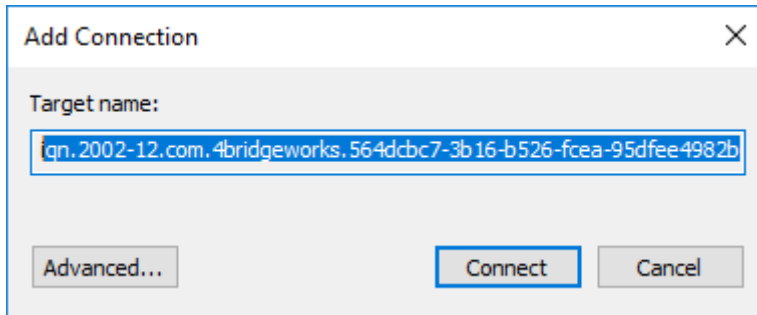 Add Connection
Target name:
iqn.2002-12.com.4bridgeworks.564dcbc7-3b16-b526-fcea-95dfee4982b
Advanced... Connect Cancel